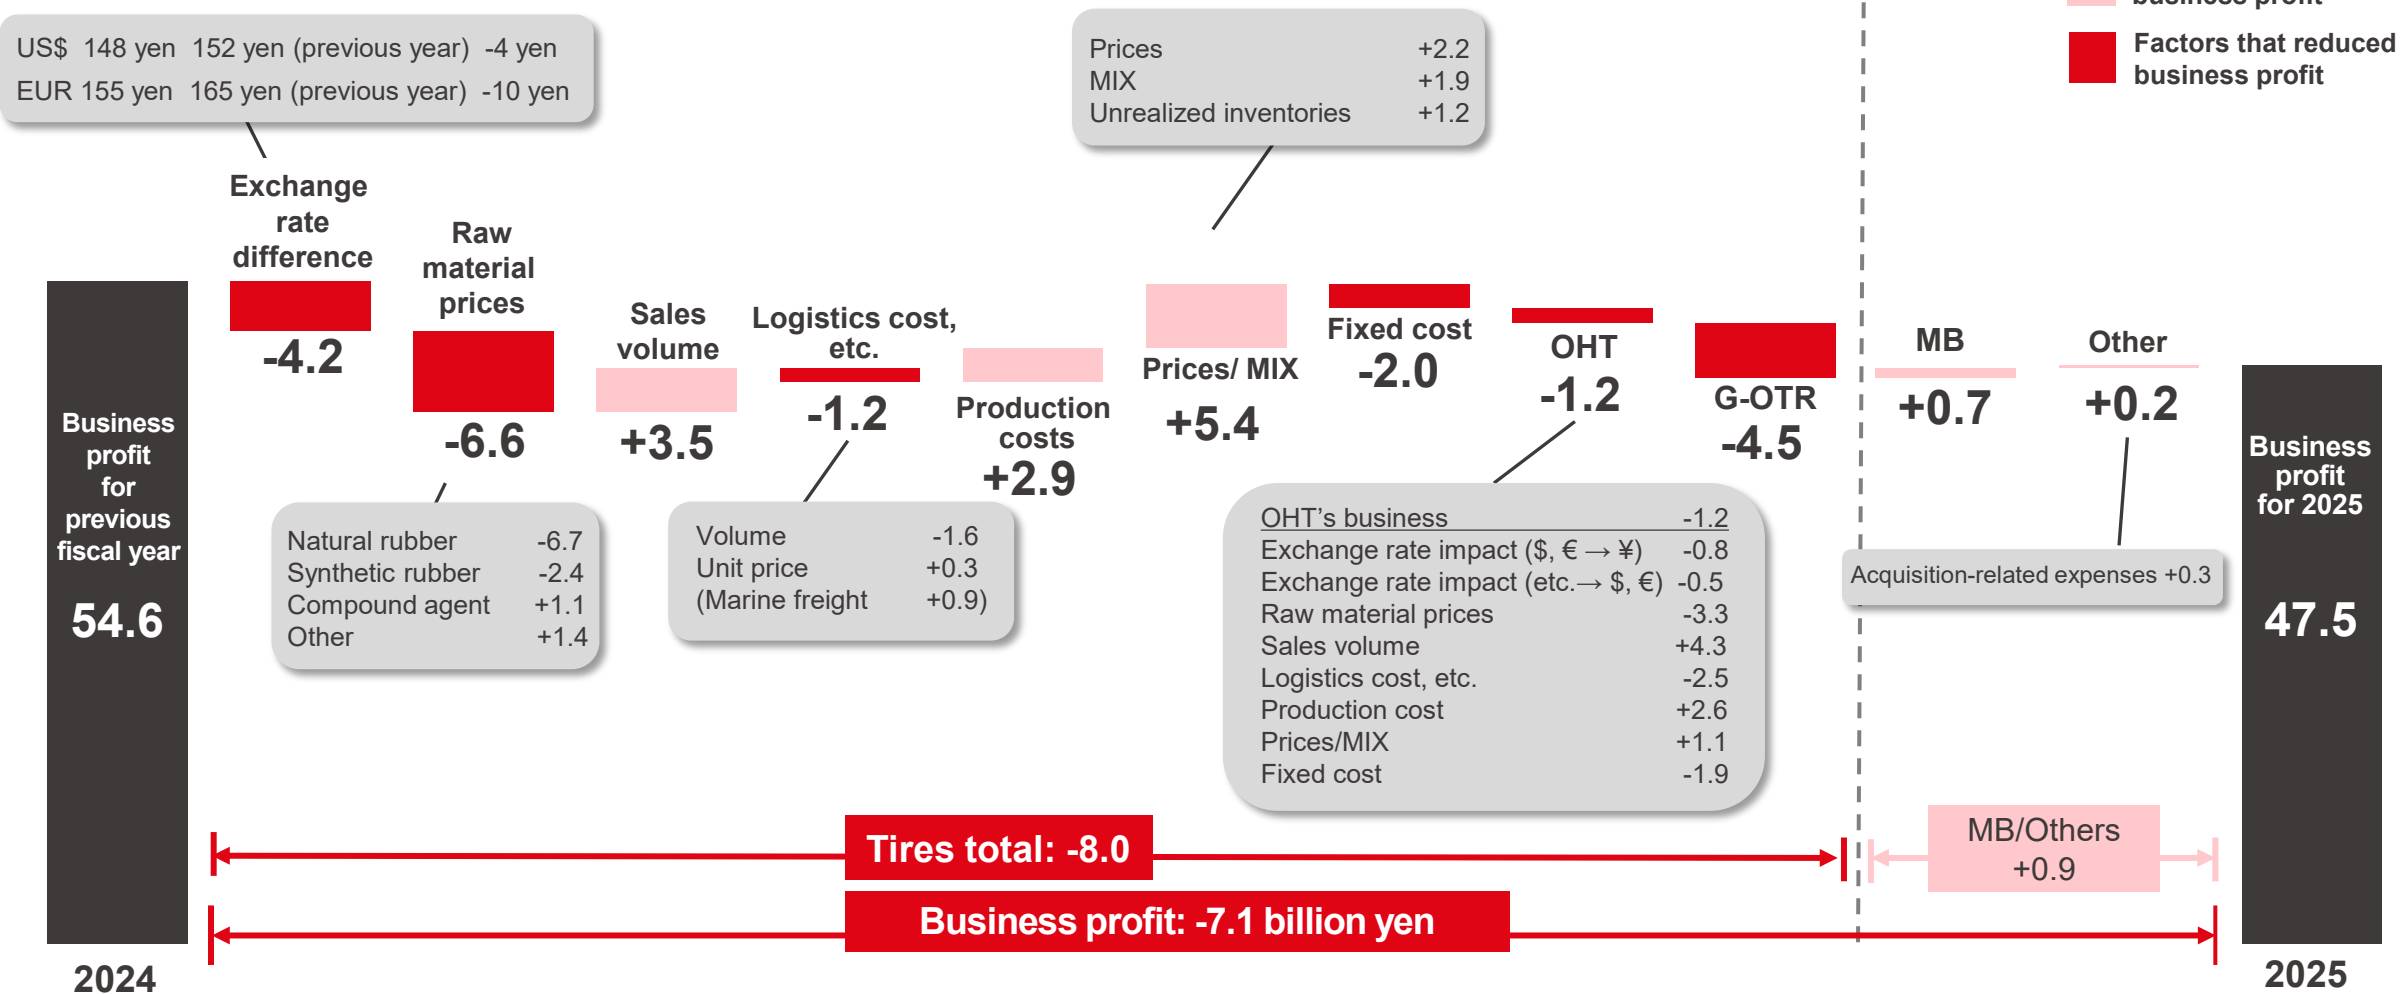 business profit
Factors that reduced
business profit
US$ 148 yen 152 yen (previous year) -4 yen
EUR 155 yen 165 yen (previous year) -10 yen
Prices +2.2
MIX +1.9
Unrealized inventories +1.2
Exchange
rate
difference
-4.2
Raw
material
prices
-6.6
Sales
volume
+3.5
Logistics cost,
etc.
-1.2
Production
costs
+2.9
Prices/ MIX
+5.4
Fixed cost
-2.0
OHT
-1.2
G-OTR
-4.5
MB
+0.7
Other
+0.2
Business
profit
for
previous
fiscal year
54.6
Business
profit
for 2025
47.5
Natural rubber -6.7
Synthetic rubber -2.4
Compound agent +1.1
Other +1.4
Volume -1.6
Unit price +0.3
(Marine freight +0.9)
OHT’s business -1.2
Exchange rate impact ($, € → ¥) -0.8
Exchange rate impact (etc.→ $, €) -0.5
Raw material prices -3.3
Sales volume +4.3
Logistics cost, etc. -2.5
Production cost +2.6
Prices/MIX +1.1
Fixed cost -1.9
Acquisition-related expenses +0.3
Tires total: -8.0
MB/Others
+0.9
Business profit: -7.1 billion yen
2024
2025